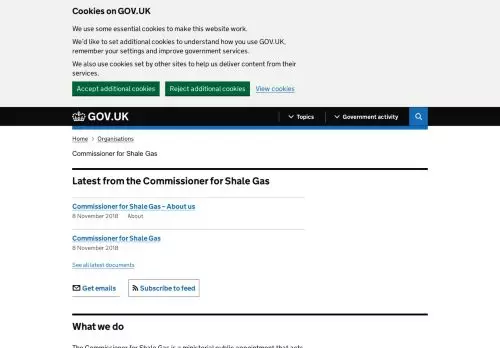 Cookies on GOV.UK
We use some essential cookies to make this website work.
We'd like to set additional cookies to understand how you use GOV.UK,
remember your settings and improve government services.
We also use cookies set by other sites to help us deliver content from their
services.
Accept additional cookies Reject additional cookies View cookies
GOV.UK Topics Government activity
Home Organisations
Commissioner for Shale Gas
Latest from the Commissioner for Shale Gas
Commissioner for Shale Gas – About us
8 November 2018 About
Commissioner for Shale Gas
8 November 2018
See all latest documents
Get emails Subscribe to feed
What we do
The Commissioner for Shale Gas is a ministerial public appointment that acts